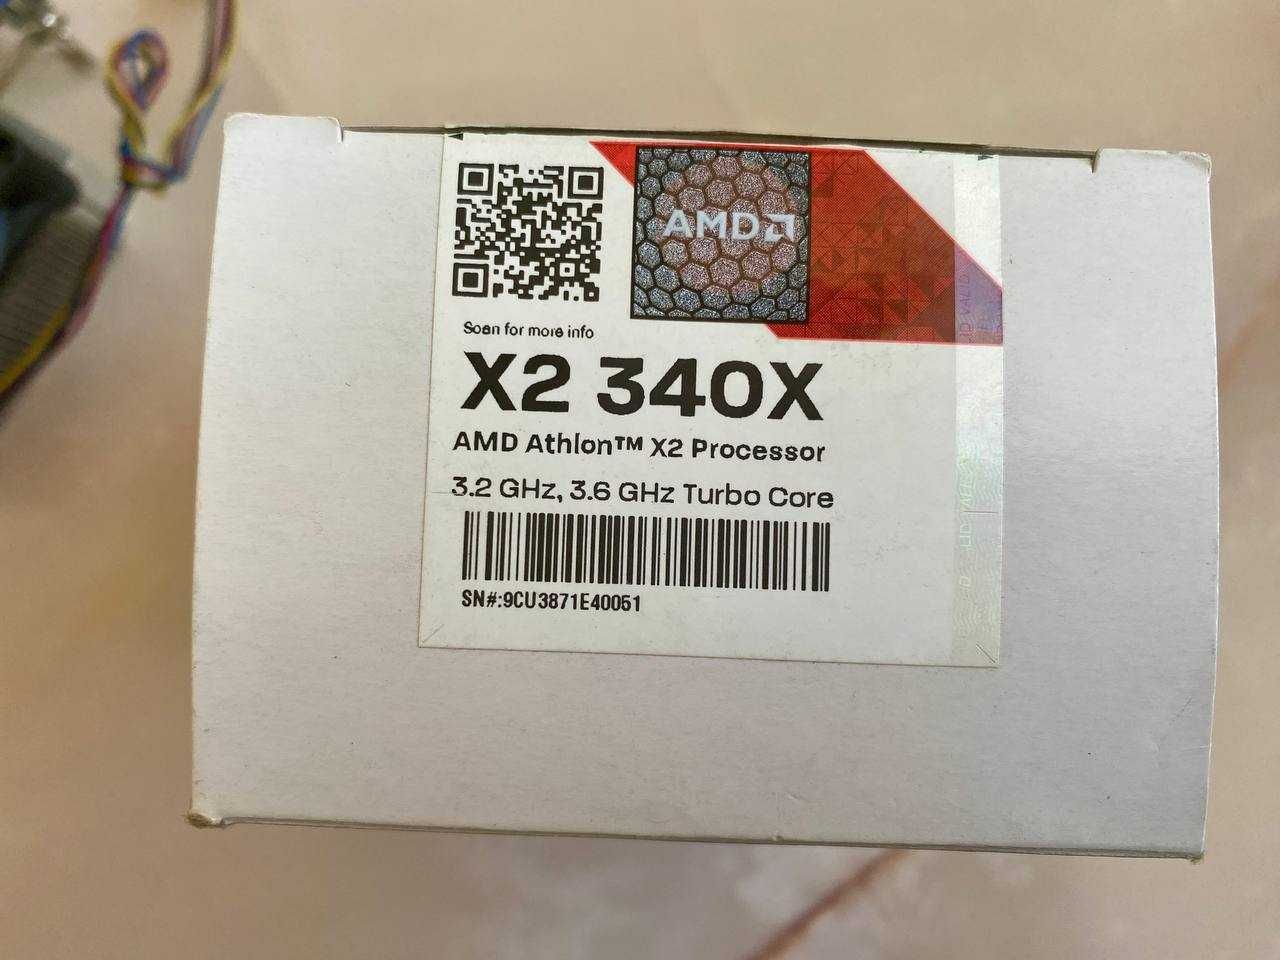 AMD
Scan for more info
X2 340X
AMD Athlon™ X2 Processor
3.2 GHz, 3.6 GHz Turbo Core
SN#:9CU3871E40051